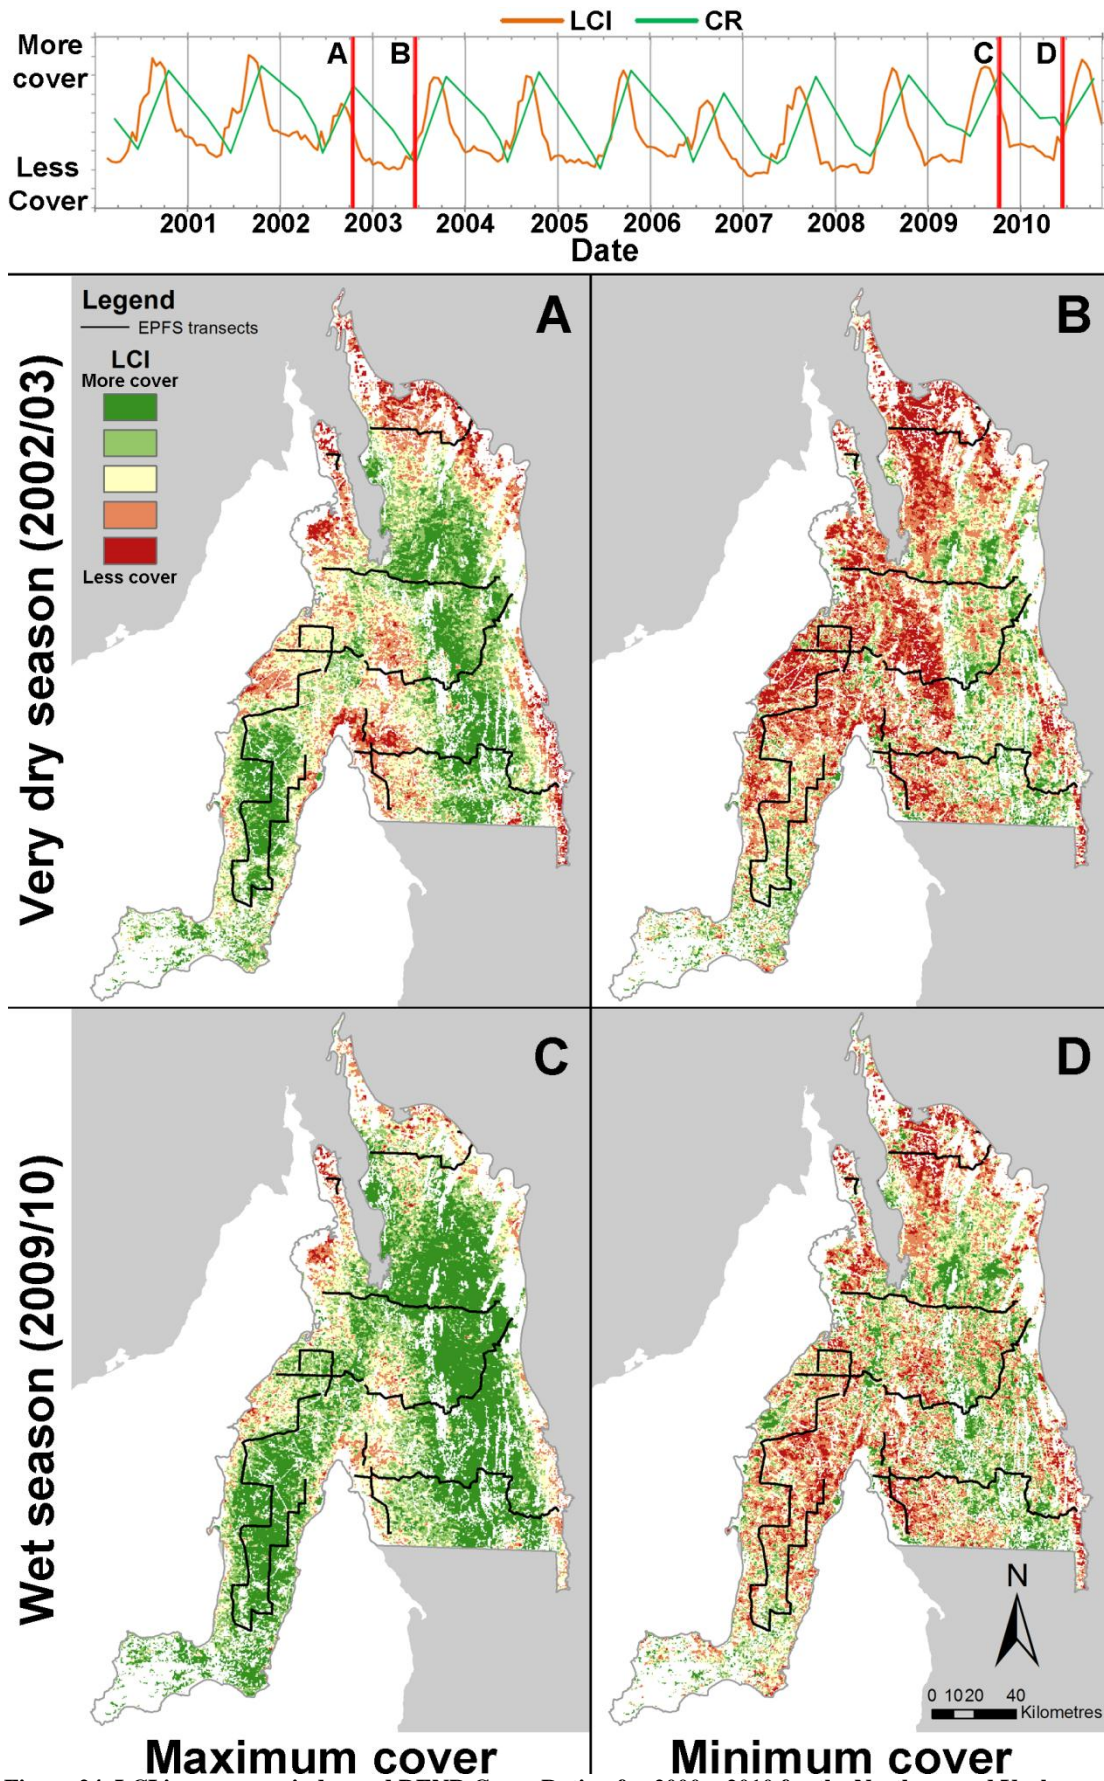 LCI CR
More cover
A B C D
Less Cover
2001 2002 2003 2004 2005 2006 2007 2008 2009 2010
Date
Very dry season (2002/03)
Legend
EPFS transects
LCI
More cover
Less cover
A
B
Wet season (2009/10)
C
D
N
0 10 20 40
Kilometres
Maximum cover
Minimum cover